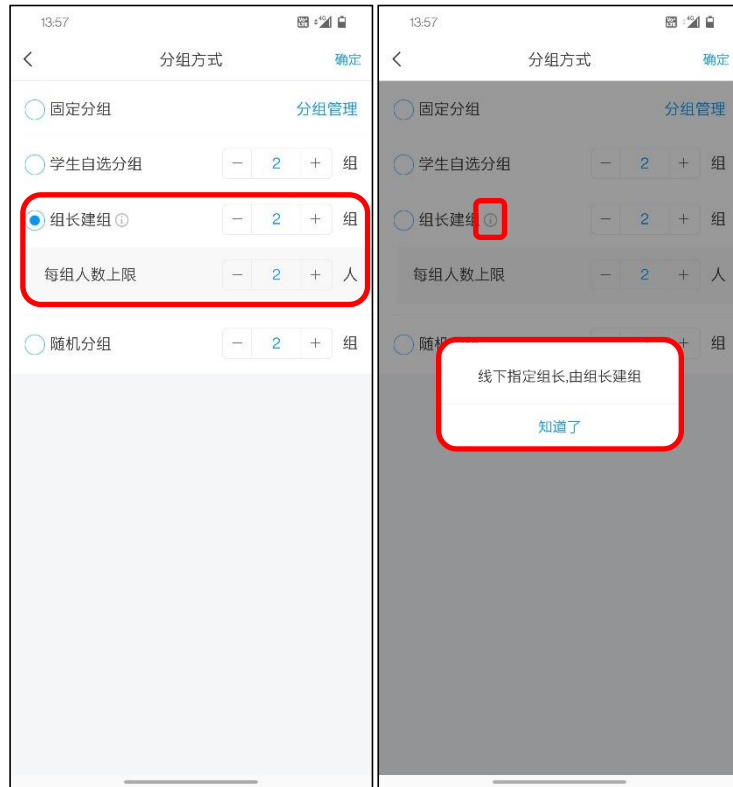 13:57
分组方式
确定
固定分组
分组管理
学生自选分组
− 2 + 组
组长建组
− 2 + 组
每组人数上限
− 2 + 人
随机分组
− 2 + 组
13:57
分组方式
确定
固定分组
分组管理
学生自选分组
− 2 + 组
组长建组
− 2 + 组
每组人数上限
− 2 + 人
随机
+ 组
线下指定组长,由组长建组
知道了